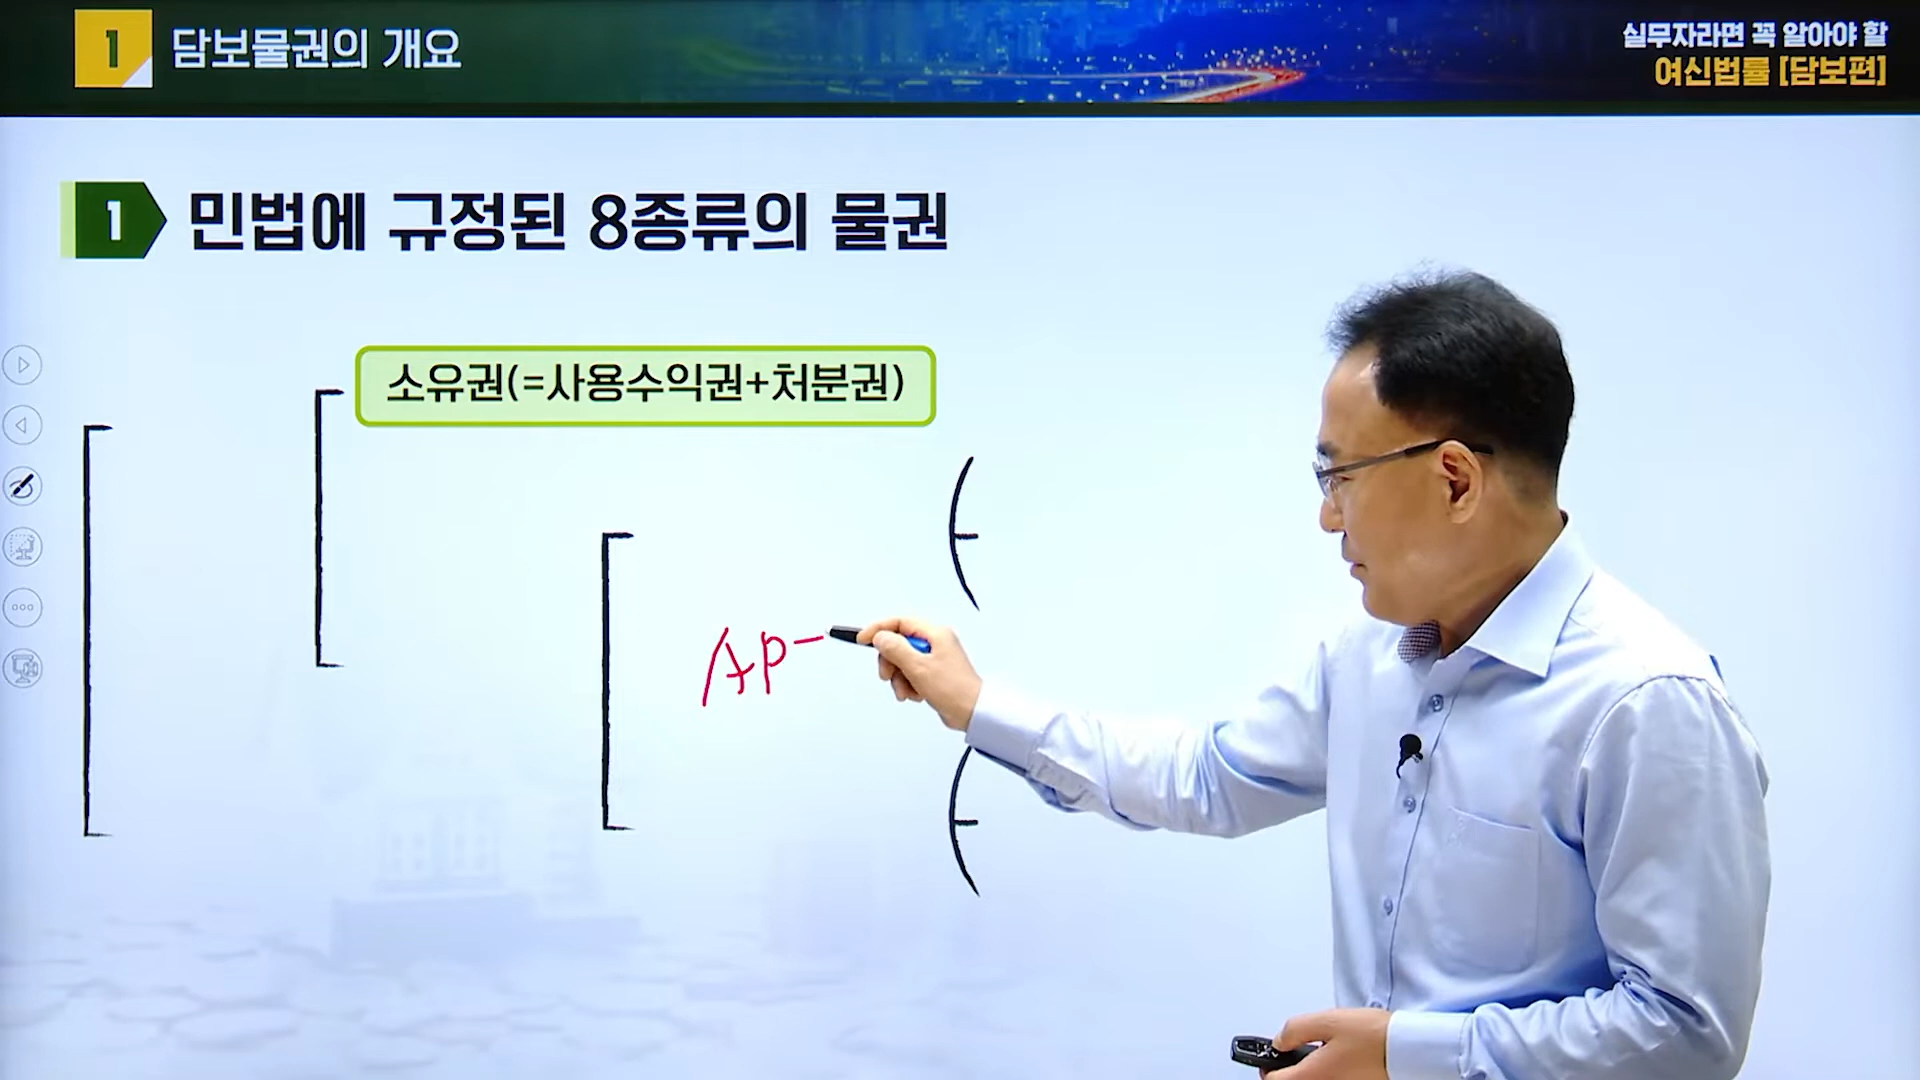 1 담보물권의 개요
실무자라면 꼭 알아야 할
여신법률 [담보편]
1 민법에 규정된 8종류의 물권
소유권(=사용수익권+처분권)
AP-